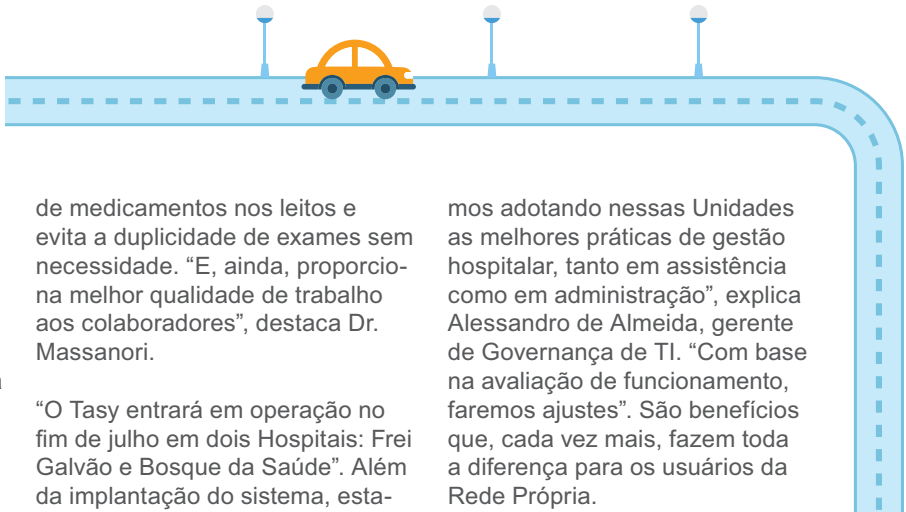 de medicamentos nos leitos e
evita a duplicidade de exames sem
necessidade. “E, ainda, proporcio-
na melhor qualidade de trabalho
aos colaboradores”, destaca Dr.
Massanori.
“O Tasy entrará em operação no
fim de julho em dois Hospitais: Frei
Galvão e Bosque da Saúde”. Além
da implantação do sistema, esta-
mos adotando nessas Unidades
as melhores práticas de gestão
hospitalar, tanto em assistência
como em administração”, explica
Alessandro de Almeida, gerente
de Governança de TI. “Com base
na avaliação de funcionamento,
faremos ajustes”. São benefícios
que, cada vez mais, fazem toda
a diferença para os usuários da
Rede Própria.